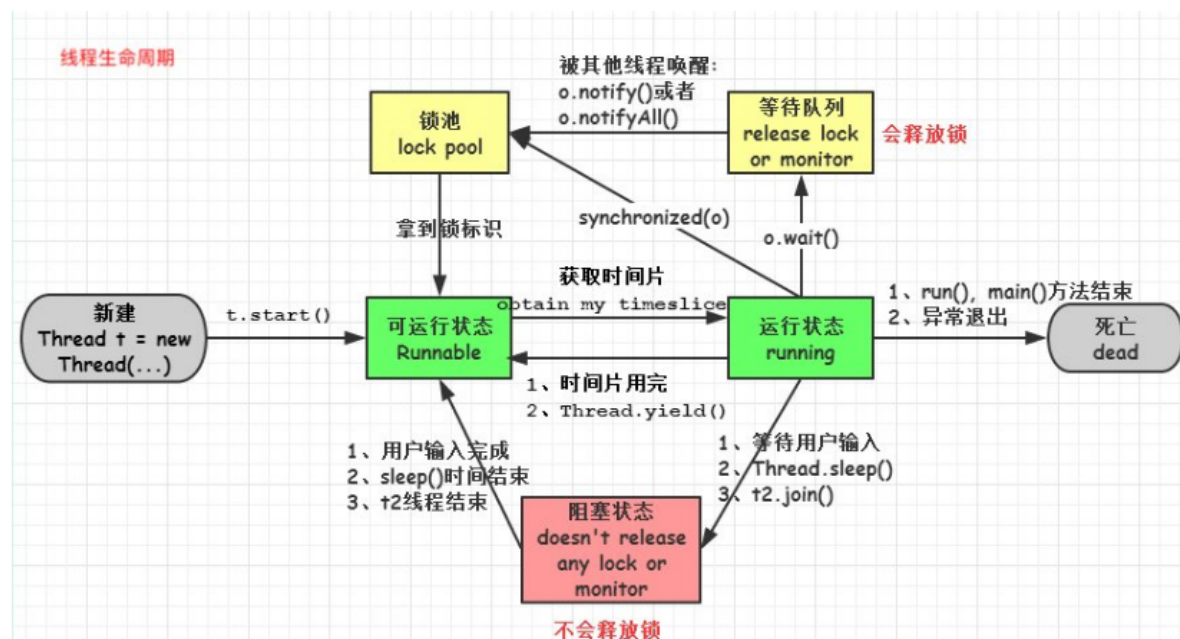 线程生命周期
被其他线程唤醒:
o.notify()或者
o.notifyAll()
锁池
lock pool
等待队列
release lock
or monitor
会释放锁
synchronized(o)
o.wait()
拿到锁标识
获取时间片
obtain my timeslice
新建
Thread t = new
Thread(...)
t.start()
可运行状态
Runnable
运行状态
running
1、run(), main()方法结束
2、异常退出
死亡
dead
1、时间片用完
2、Thread.yield()
1、用户输入完成
2、sleep()时间结束
3、t2线程结束
1、等待用户输入
2、Thread.sleep()
3、t2.join()
阻塞状态
doesn't release
any lock or
monitor
不会释放锁